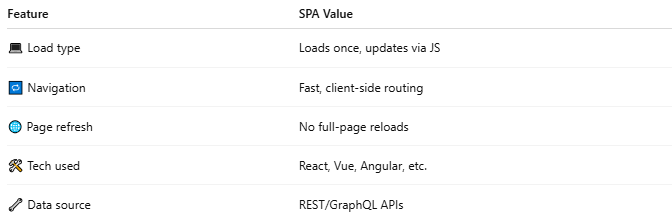 Feature SPA Value
💻 Load type Loads once, updates via JS
🔁 Navigation Fast, client-side routing
🌐 Page refresh No full-page reloads
🛠 Tech used React, Vue, Angular, etc.
🔗 Data source REST/GraphQL APIs